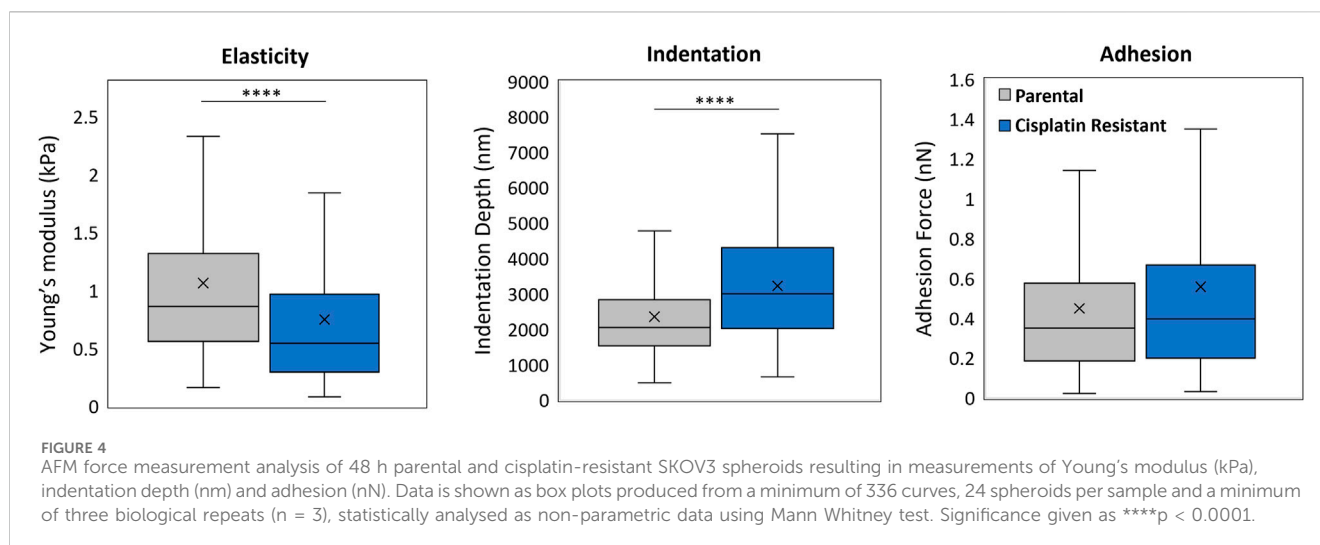 Elasticity
Young's modulus (kPa)
2.5
2
1.5
1
0.5
0
****
Indentation
Indentation Depth (nm)
9000
8000
7000
6000
5000
4000
3000
2000
1000
0
****
Adhesion
Adhesion Force (nN)
1.6
1.4
1.2
1
0.8
0.6
0.4
0.2
0
Parental
Cisplatin Resistant
FIGURE 4
AFM force measurement analysis of 48 h parental and cisplatin-resistant SKOV3 spheroids resulting in measurements of Young's modulus (kPa),
indentation depth (nm) and adhesion (nN). Data is shown as box plots produced from a minimum of 336 curves, 24 spheroids per sample and a minimum
of three biological repeats (n = 3), statistically analysed as non-parametric data using Mann Whitney test. Significance given as ****p < 0.0001.